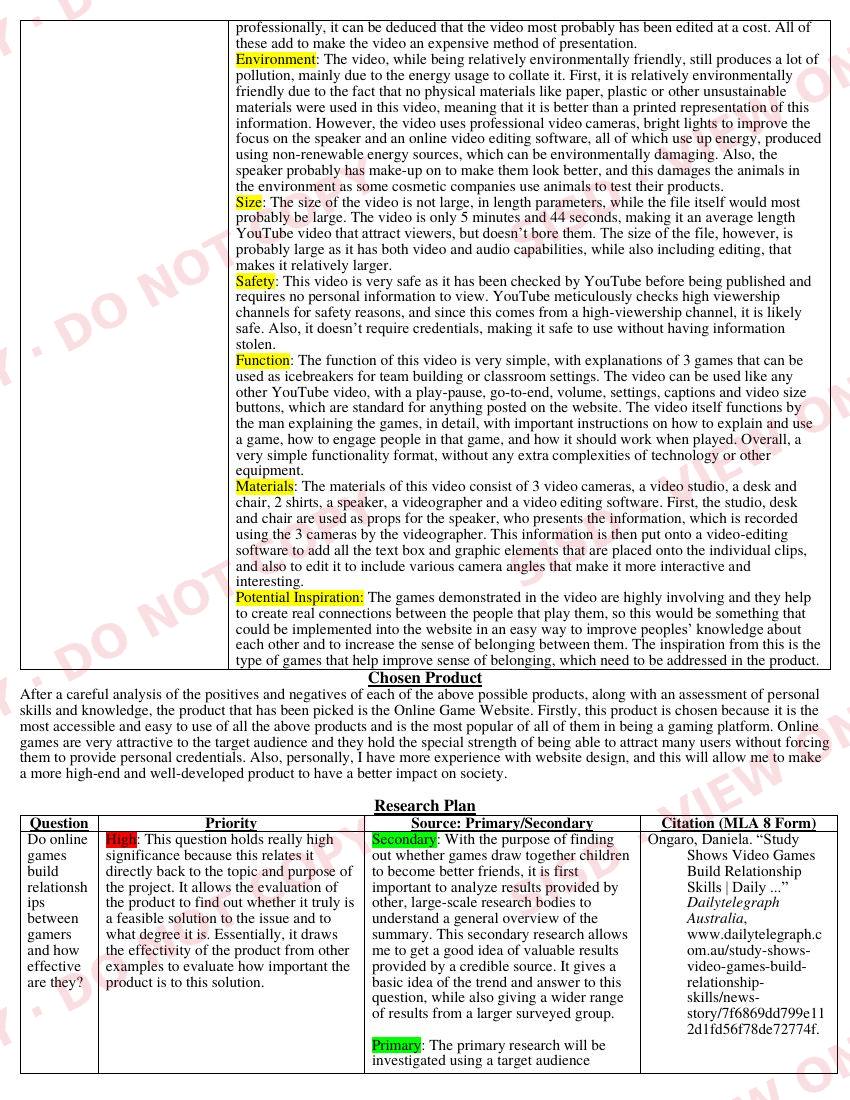 professionally, it can be deduced that the video most probably has been edited at a cost. All of
these add to make the video an expensive method of presentation.
Environment: The video, while being relatively environmentally friendly, still produces a lot of
pollution, mainly due to the energy usage to collate it. First, it is relatively environmentally
friendly due to the fact that no physical materials like paper, plastic or other unsustainable
materials were used in this video, meaning that it is better than a printed representation of this
information. However, the video uses professional video cameras, bright lights to improve the
focus on the speaker and an online video editing software, all of which use up energy, produced
using non-renewable energy sources, which can be environmentally damaging. Also, the
speaker probably has make-up on to make them look better, and this damages the animals in
the environment as some cosmetic companies use animals to test their products.
Size: The size of the video is not large, in length parameters, while the file itself would most
probably be large. The video is only 5 minutes and 44 seconds, making it an average length
YouTube video that attract viewers, but doesn't bore them. The size of the file, however, is
probably large as it has both video and audio capabilities, while also including editing, that
makes it relatively larger.
Safety: This video is very safe as it has been checked by YouTube before being published and
requires no personal information to view. YouTube meticulously checks high viewership
channels for safety reasons, and since this comes from a high-viewership channel, it is likely
safe. Also, it doesn't require credentials, making it safe to use without having information
stolen.
Function: The function of this video is very simple, with explanations of 3 games that can be
used as icebreakers for team building or classroom settings. The video can be used like any
other YouTube video, with a play-pause, go-to-end, volume, settings, captions and video size
buttons, which are standard for anything posted on the website. The video itself functions by
the man explaining the games, in detail, with important instructions on how to explain and use
a game, how to engage people in that game, and how it should work when played. Overall, a
very simple functionality format, without any extra complexities of technology or other
equipment.
Materials: The materials of this video consist of 3 video cameras, a video studio, a desk and
chair, 2 shirts, a speaker, a videographer and a video editing software. First, the studio, desk
and chair are used as props for the speaker, who presents the information, which is recorded
using the 3 cameras by the videographer. This information is then put onto a video-editing
software to add all the text box and graphic elements that are placed onto the individual clips,
and also to edit it to include various camera angles that make it more interactive and
interesting.
Potential Inspiration: The games demonstrated in the video are highly involving and they help
to create real connections between the people that play them, so this would be something that
could be implemented into the website in an easy way to improve peoples' knowledge about
each other and to increase the sense of belonging between them. The inspiration from this is the
type of games that help improve sense of belonging, which need to be addressed in the product.
Chosen Product
After a careful analysis of the positives and negatives of each of the above possible products, along with an assessment of personal
skills and knowledge, the product that has been picked is the Online Game Website. Firstly, this product is chosen because it is the
most accessible and easy to use of all the above products and is the most popular of all of them in being a gaming platform. Online
games are very attractive to the target audience and they hold the special strength of being able to attract many users without forcing
them to provide personal credentials. Also, personally, I have more experience with website design, and this will allow me to make
a more high-end and well-developed product to have a better impact on society.
Research Plan
Question
Priority
Source: Primary/Secondary
Citation (MLA 8 Form)
Do online
games
build
relationsh
ips
between
gamers
and how
effective
are they?
High: This question holds really high
significance because this relates it
directly back to the topic and purpose of
the project. It allows the evaluation of
the product to find out whether it truly is
a feasible solution to the issue and to
what degree it is. Essentially, it draws
the effectivity of the product from other
examples to evaluate how important the
product is to this solution.
Secondary: With the purpose of finding
out whether games draw together children
to become better friends, it is first
important to analyze results provided by
other, large-scale research bodies to
understand a general overview of the
summary. This secondary research allows
me to get a good idea of valuable results
provided by a credible source. It gives a
basic idea of the trend and answer to this
question, while also giving a wider range
of results from a larger surveyed group.
Primary: The primary research will be
investigated using a target audience
Ongaro, Daniela. “Study
Shows Video Games
Build Relationship
Skills | Daily ...”
Dailytelegraph
Australia,
www.dailytelegraph.c
om.au/study-shows-
video-games-build-
relationship-
skills/news-
story/7f6869dd799e11
2d1fd56f78de72774f.
SISD · VIEW ON
Y · DO NOT COPY